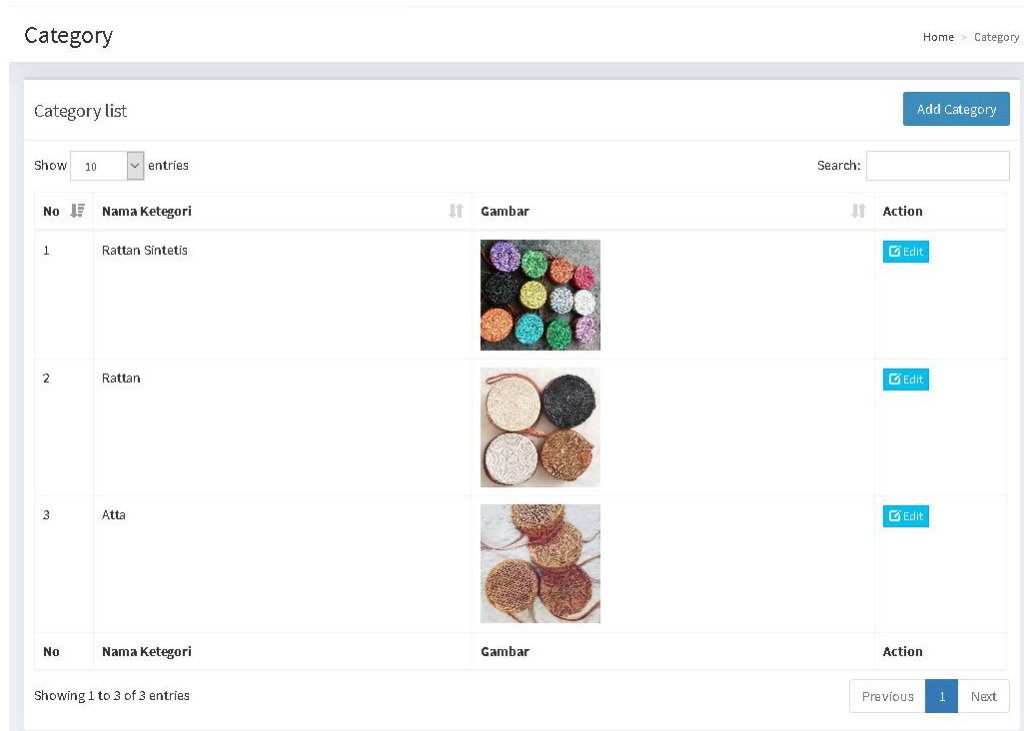 Category
Home > Category
Category list
Add Category
Show 10 entries
Search:
No Nama Ketegori Gambar Action
1 Rattan Sintetis Edit
2 Rattan Edit
3 Atta Edit
No Nama Ketegori Gambar Action
Showing 1 to 3 of 3 entries
Previous 1 Next